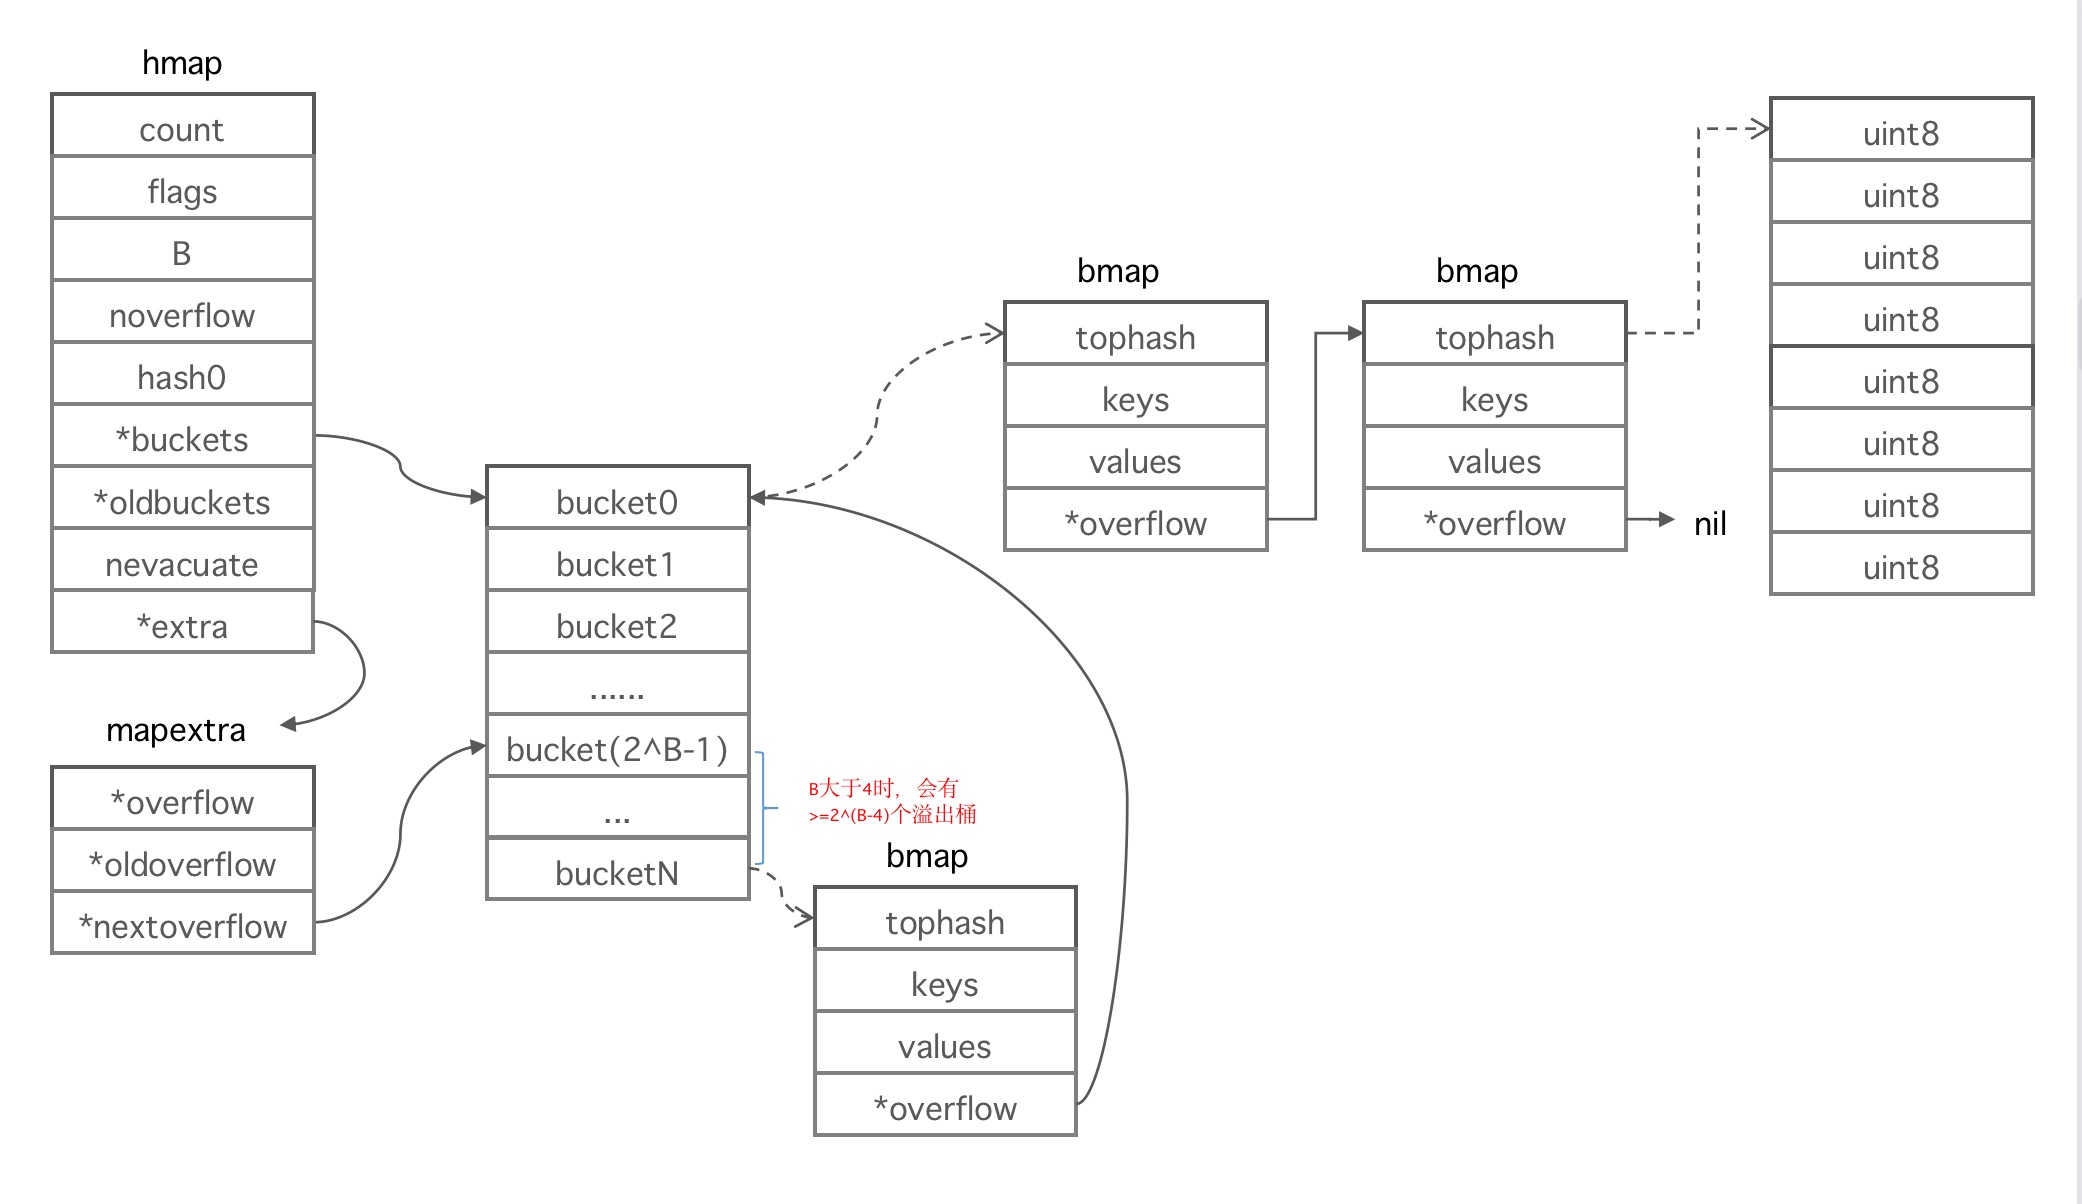 hmap
count
flags
B
noverflow
hash0
*buckets
*oldbuckets
nevacuate
*extra
mapextra
*overflow
*oldoverflow
*nextoverflow
bucket0
bucket1
bucket2
......
bucket(2^B-1)
...
bucketN
B大于4时，会有
>=2^(B-4)个溢出桶
bmap
tophash
keys
values
*overflow
bmap
tophash
keys
values
*overflow
bmap
tophash
keys
values
*overflow
nil
uint8
uint8
uint8
uint8
uint8
uint8
uint8
uint8